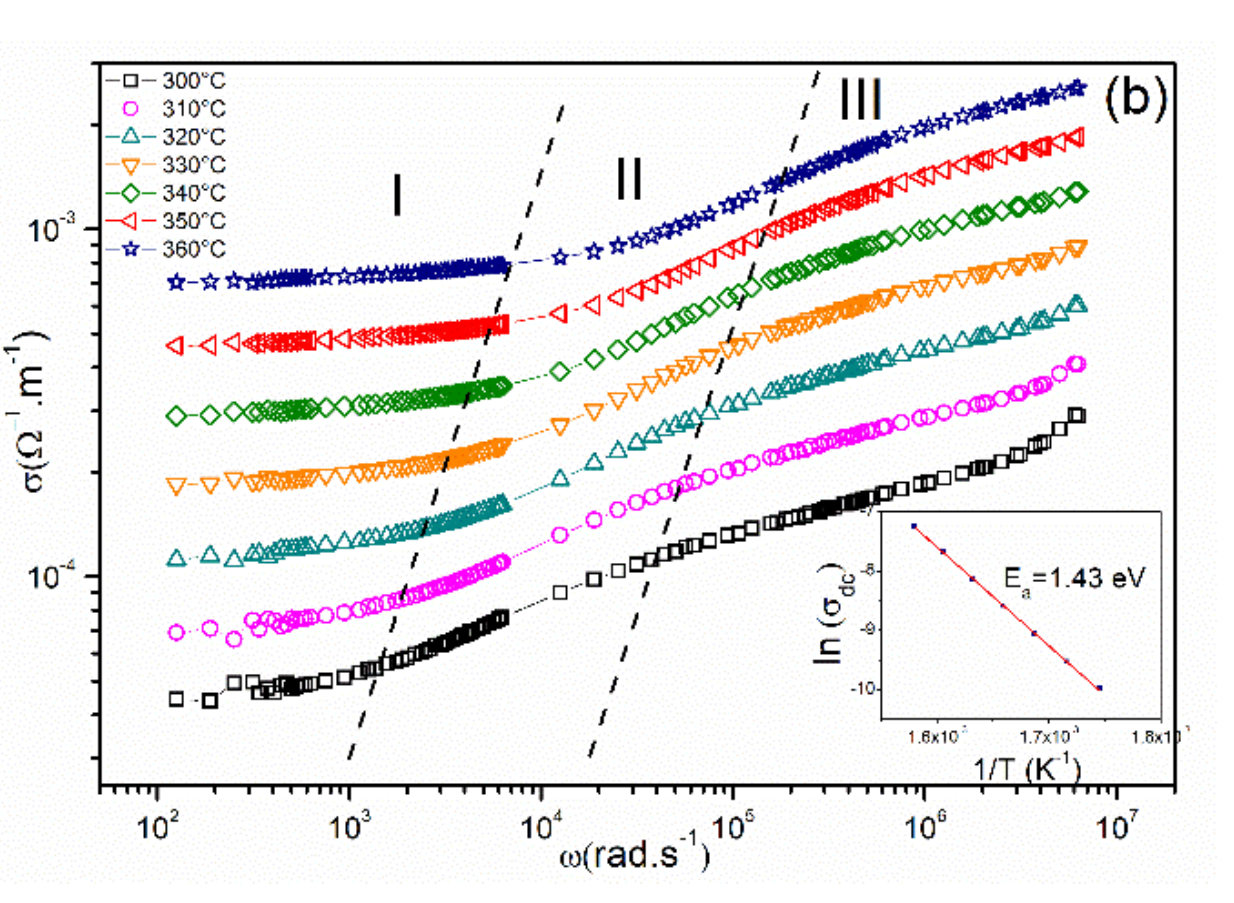 300°C
310°C
320°C
330°C
340°C
350°C
360°C
I
II
III
(b)
10⁻³
10⁻⁴
σ(Ω⁻¹.m⁻¹)
10² 10³ 10⁴ 10⁵ 10⁶ 10⁷
ω(rad.s⁻¹)
-7
-8
-9
-10
ln (σdc)
Ea=1.43 eV
1.6x10⁻³ 1.7x10⁻³
1/T (K⁻¹)